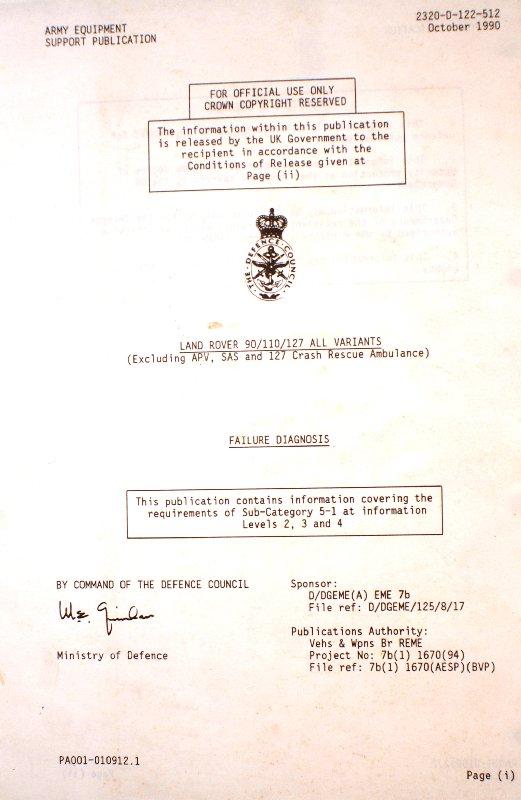 ARMY EQUIPMENT
SUPPORT PUBLICATION
2320-D-122-512
October 1990
FOR OFFICIAL USE ONLY
CROWN COPYRIGHT RESERVED
The information within this publication
is released by the UK Government to the
recipient in accordance with the
Conditions of Release given at
Page (ii)
THE DEFENCE COUNCIL
LAND ROVER 90/110/127 ALL VARIANTS
(Excluding APV, SAS and 127 Crash Rescue Ambulance)
FAILURE DIAGNOSIS
This publication contains information covering the
requirements of Sub-Category 5-1 at information
Levels 2, 3 and 4
BY COMMAND OF THE DEFENCE COUNCIL
Ministry of Defence
Sponsor:
D/DGEME(A) EME 7b
File ref: D/DGEME/125/8/17
Publications Authority:
Vehs & Wpns Br REME
Project No: 7b(1) 1670(94)
File ref: 7b(1) 1670(AESP)(BVP)
PA001-010912.1
Page (i)